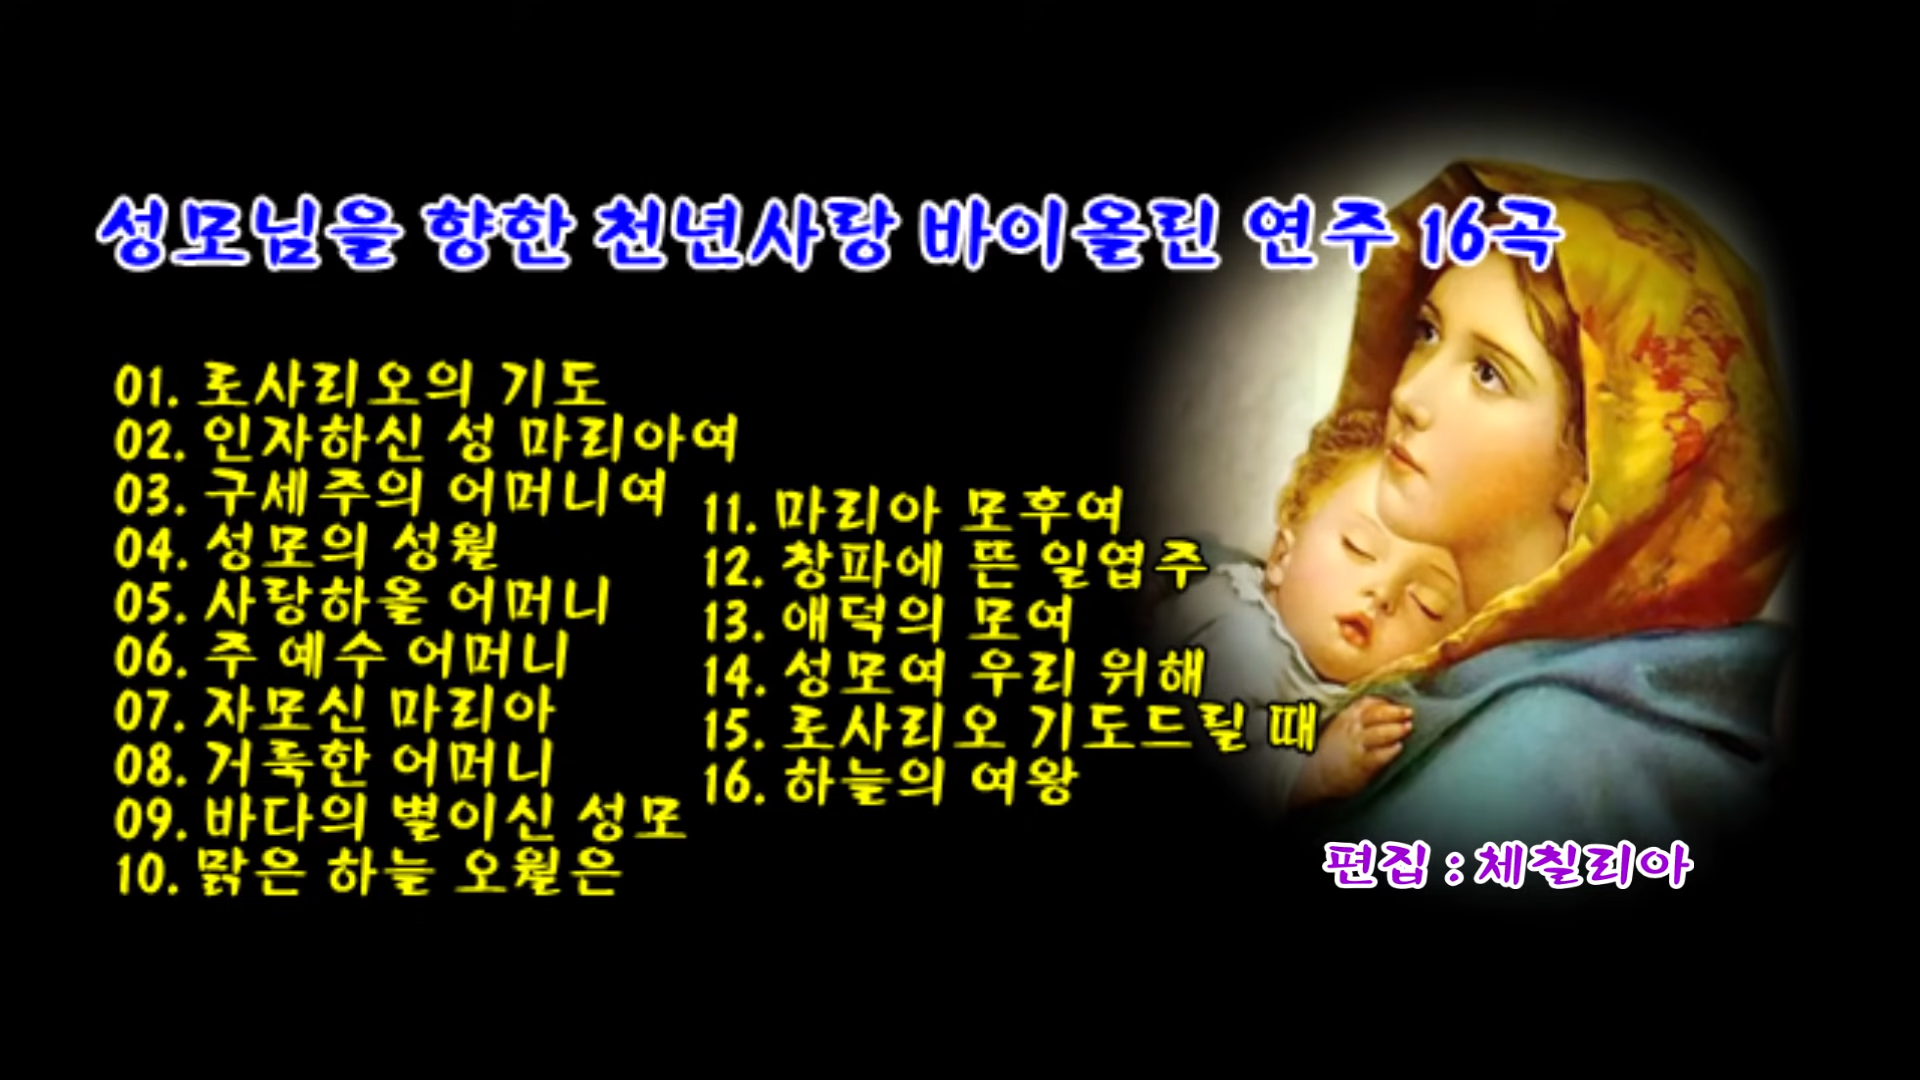 성모님을 향한 천년사랑 바이올린 연주 16곡
01. 로사리오의 기도
02. 인자하신 성 마리아여
03. 구세주의 어머니여
04. 성모의 성월
05. 사랑하올 어머니
06. 주 예수 어머니
07. 자모신 마리아
08. 거룩한 어머니
09. 바다의 별이신 성모
10. 맑은 하늘 오월은
11. 마리아 모후여
12. 창파에 뜬 일엽주
13. 애덕의 모여
14. 성모여 우리 위해
15. 로사리오 기도드릴 때
16. 하늘의 여왕
편집 : 체칠리아